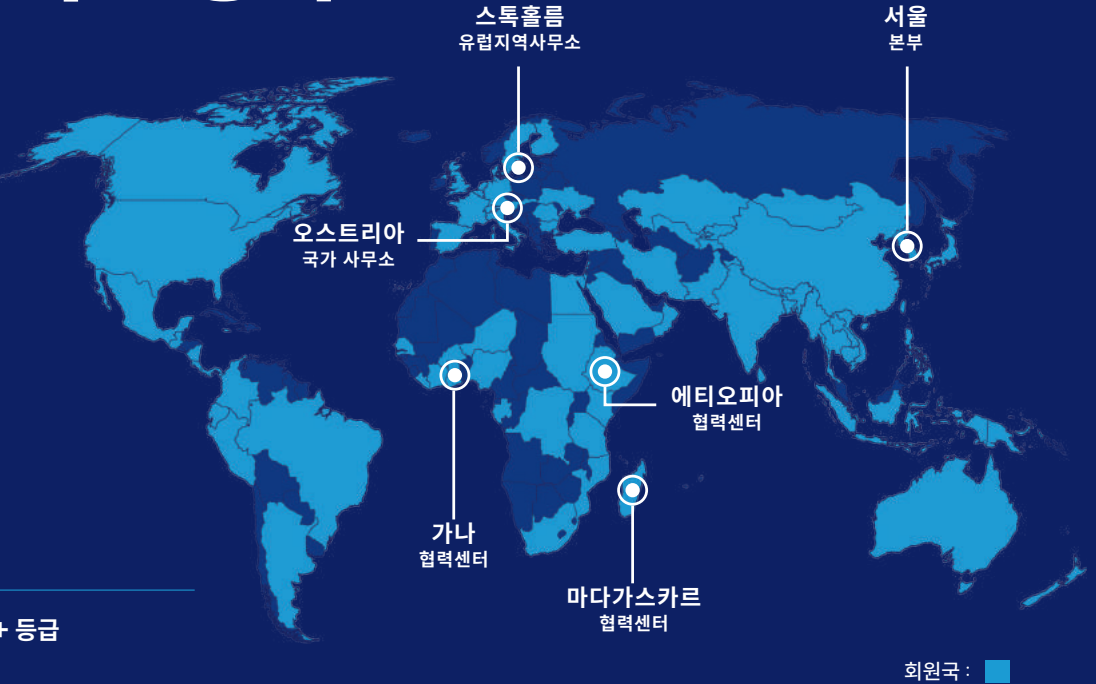 스톡홀름
유럽지역사무소
서울
본부
오스트리아
국가 사무소
에티오피아
협력센터
가나
협력센터
마다가스카르
협력센터
+ 등급
회원국 :